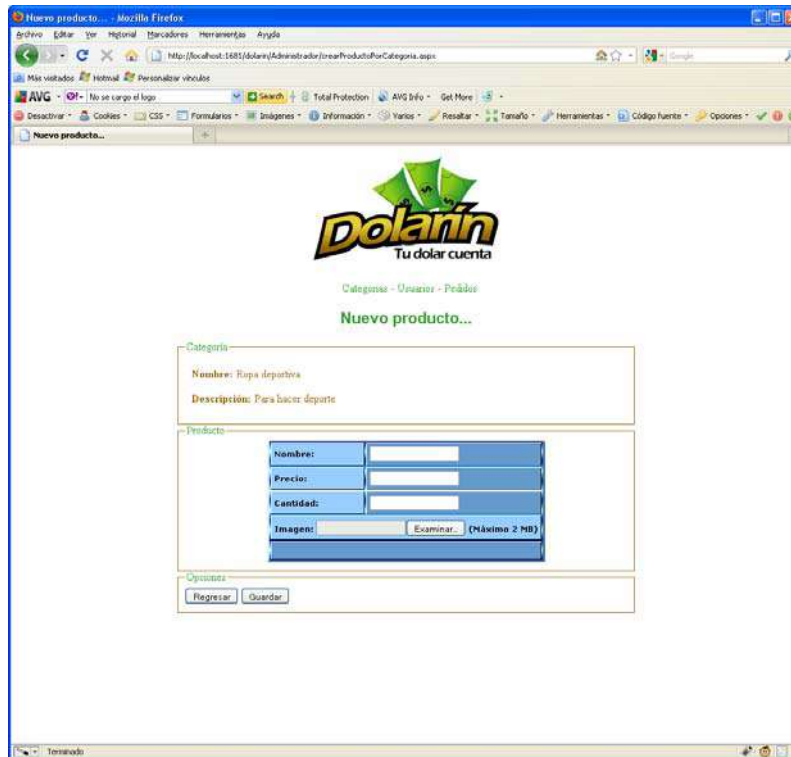 Nuevo producto... - Mozilla Firefox
Archivo Editar Ver Historial Marcadores Herramientas Ayuda
http://localhost:1681/dolarin/Administrador/crearProductoPorCategoria.aspx Google
Más visitados Hotmail Personalizar vínculos
AVG No se cargo el logo Search Total Protection AVG Info Get More
Desactivar Cookies CSS Formularios Imágenes Información Varios Resaltar Tamaño Herramientas Código fuente Opciones
Nuevo producto...
Dolarín
Tu dolar cuenta
Categorias - Usuarios - Pedidos
Nuevo producto...
Categoría
Nombre: Ropa deportiva
Descripción: Para hacer deporte
Producto
Nombre:
Precio:
Cantidad:
Imagen: Examinar... (Máximo 2 MB)
Opciones
Regresar Guardar
Terminado